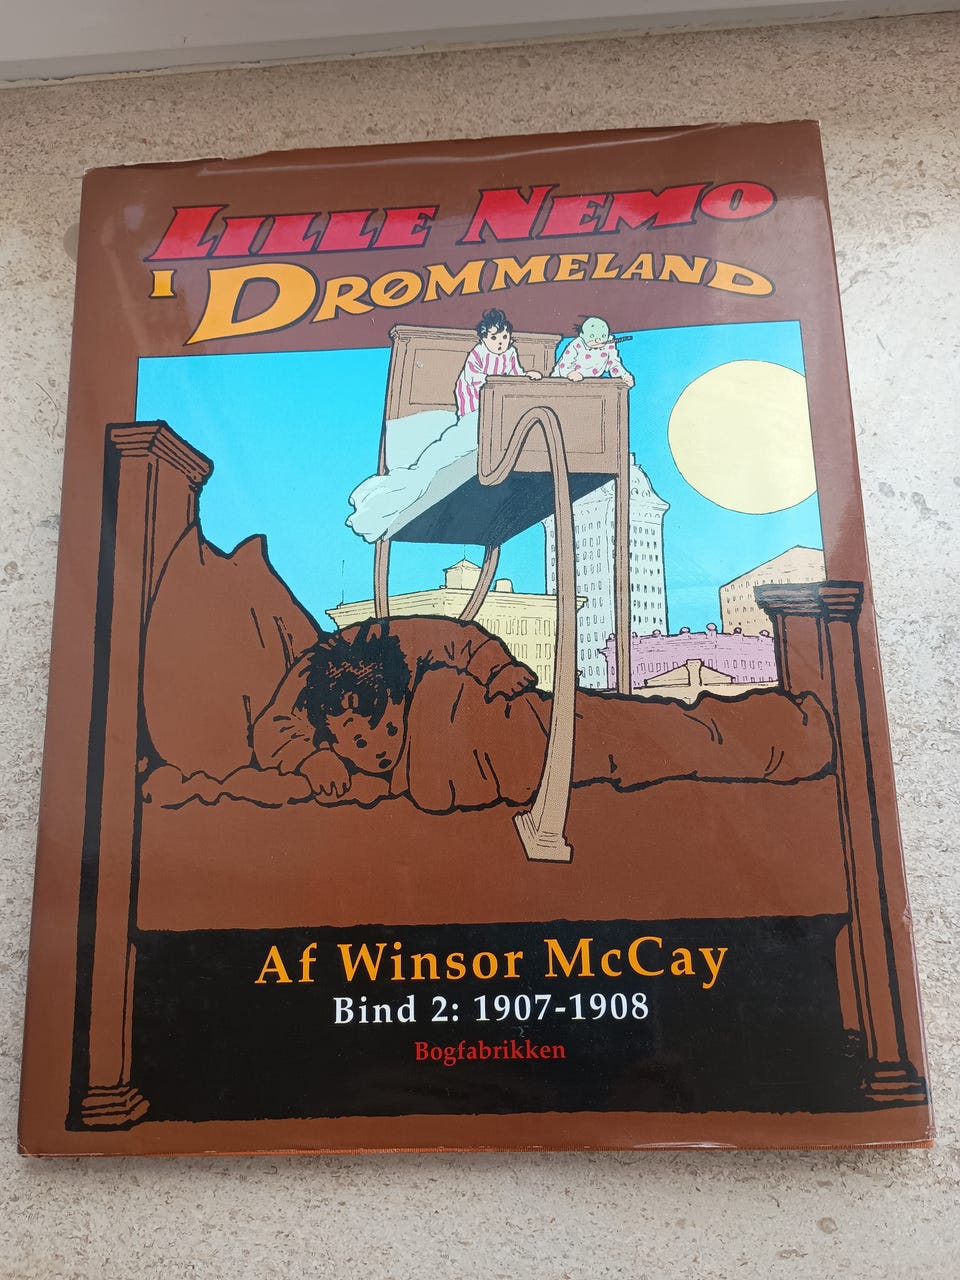 LILLE NEMO
I DRØMMELAND
Af Winsor McCay
Bind 2: 1907-1908
Bogfabrikken